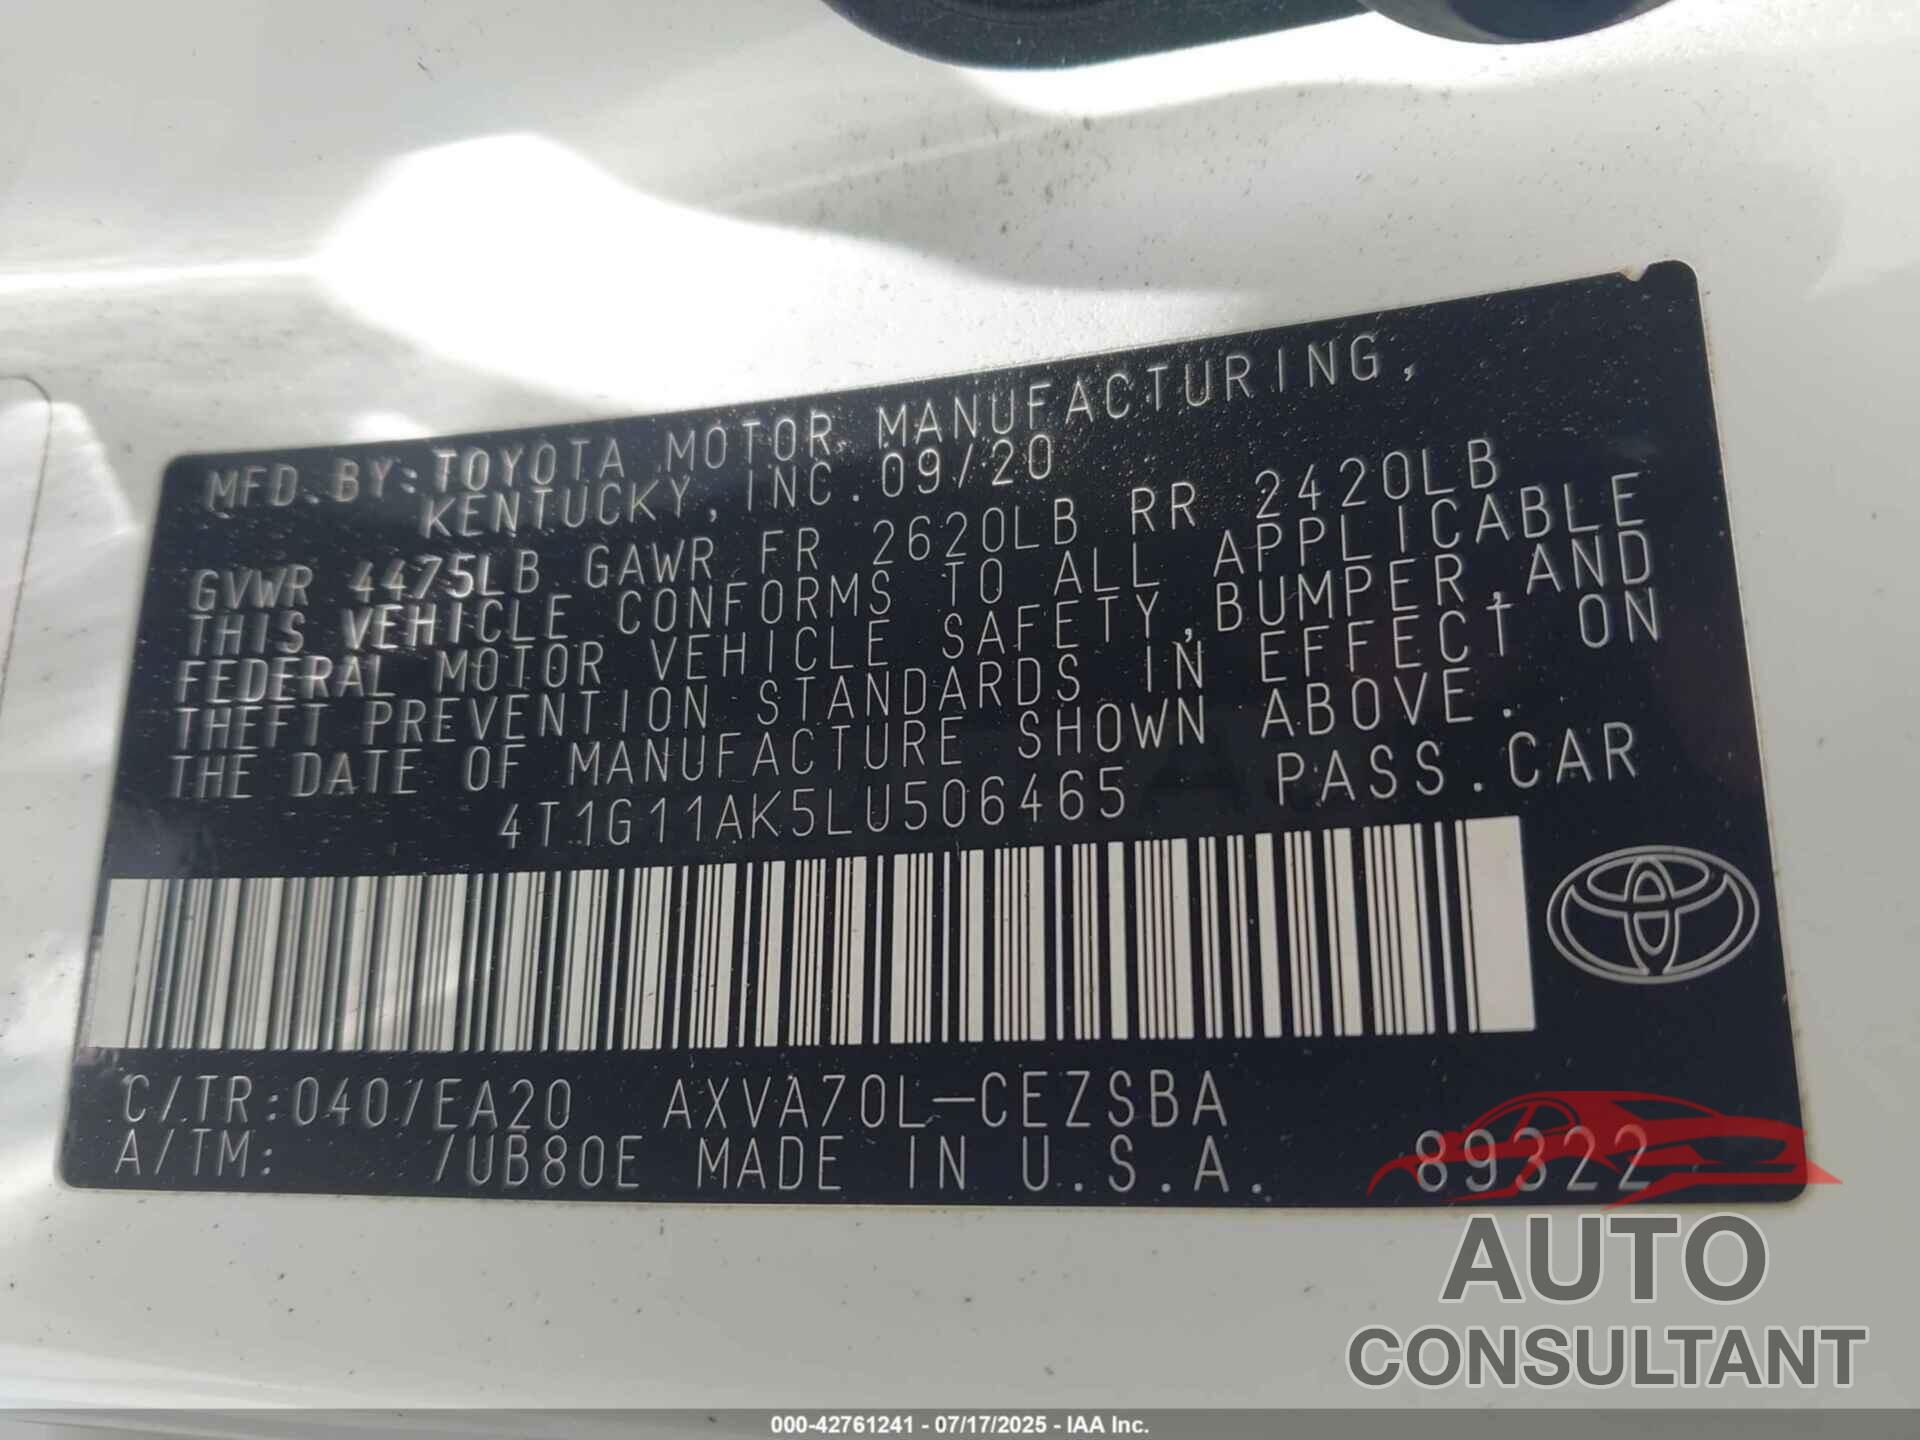 MFD.BY:TOYOTA MOTOR MANUFACTURING,
KENTUCKY, INC.09/20
GVWR 4475LB GAWR FR 2620LB RR 2420LB
THIS VEHICLE CONFORMS TO ALL APPLICABLE
FEDERAL MOTOR VEHICLE SAFETY,BUMPER,AND
THEFT PREVENTION STANDARDS IN EFFECT ON
THE DATE OF MANUFACTURE SHOWN ABOVE.
4T1G11AK5LU506465 PASS.CAR
C/TR:040/EA20 AXVA70L-CEZSBA
A/TM: /UB80E MADE IN U.S.A. 89322
AUTO
CONSULTANT
000-42761241 - 07/17/2025 - IAA Inc.